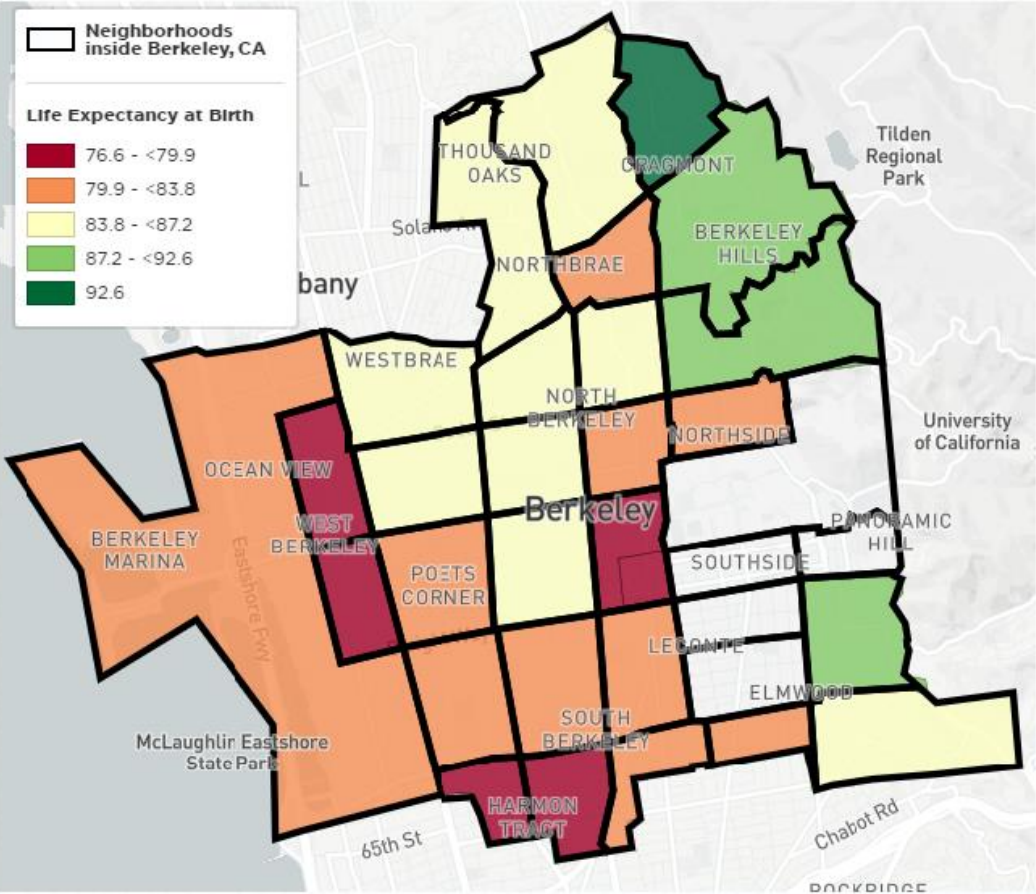 Neighborhoods
inside Berkeley, CA
Life Expectancy at Birth
76.6 - <79.9
79.9 - <83.8
83.8 - <87.2
87.2 - <92.6
92.6
THOUSAND
OAKS
CRAGMONT
Tilden
Regional
Park
L
Solano
BERKELEY
HILLS
NORTHBRAE
bany
WESTBRAE
NORTH
BERKELEY
NORTHSIDE
University
of California
OCEAN VIEW
Berkeley
WEST
BERKELEY
PANORAMIC
HILL
BERKELEY
MARINA
SOUTHSIDE
POETS
CORNER
Eastshore Fwy
LECONTE
ELMWOOD
SOUTH
BERKELEY
McLaughlin Eastshore
State Park
HARMON
TRACT
65th St
Chabot Rd
ROCKRIDGE